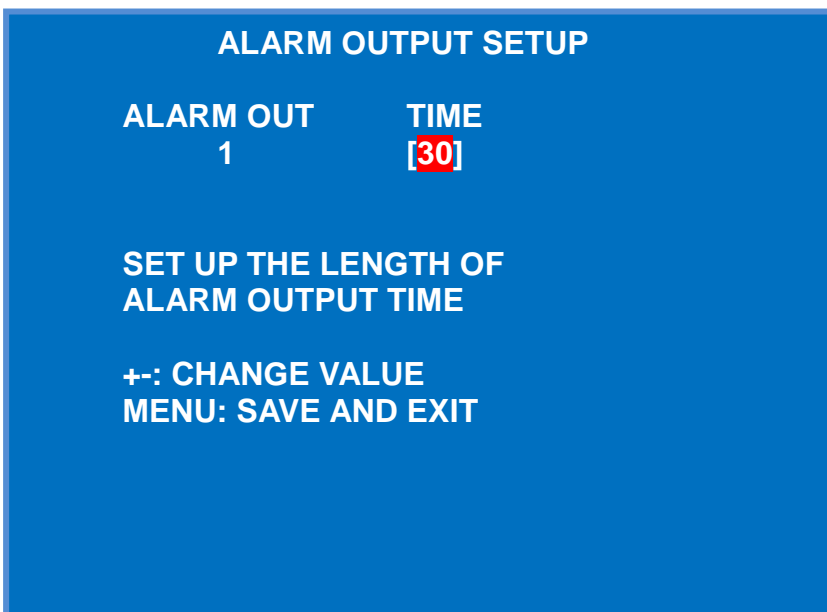 ALARM OUTPUT SETUP
ALARM OUT TIME
1 [30]
SET UP THE LENGTH OF
ALARM OUTPUT TIME
+-: CHANGE VALUE
MENU: SAVE AND EXIT